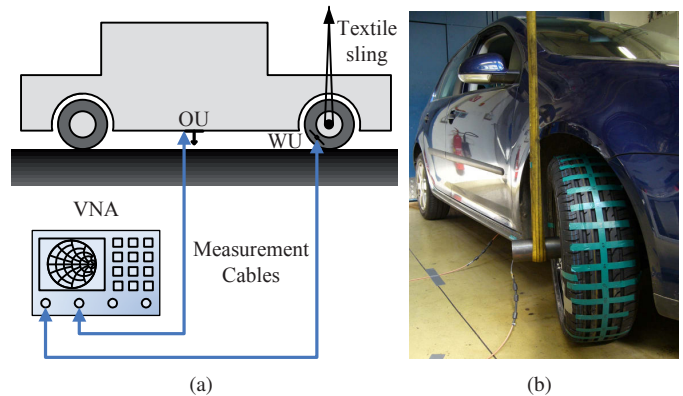 Textile
sling
OU
WU
VNA
Measurement
Cables
(a)
(b)